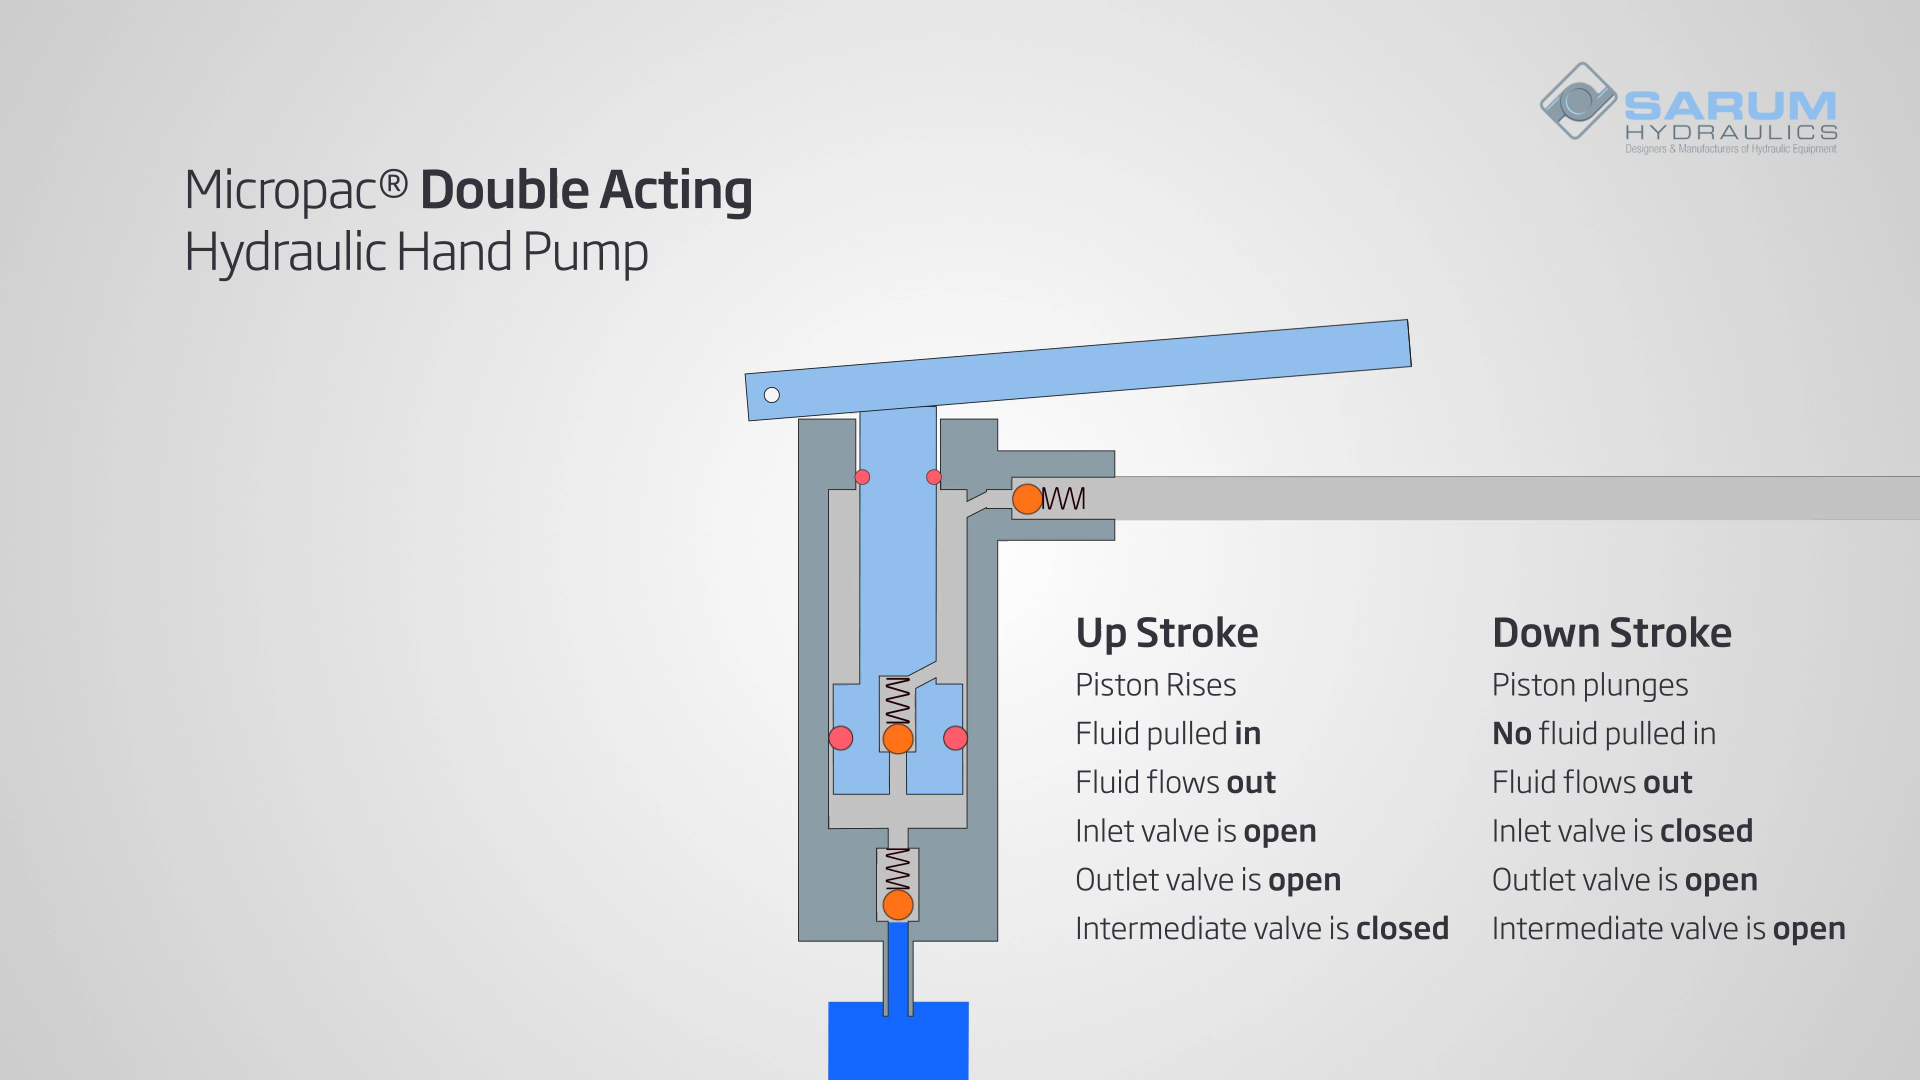 SARUM
HYDRAULICS
Designers & Manufacturers of Hydraulic Equipment
Micropac® Double Acting
Hydraulic Hand Pump
Up Stroke
Piston Rises
Fluid pulled in
Fluid flows out
Inlet valve is open
Outlet valve is open
Intermediate valve is closed
Down Stroke
Piston plunges
No fluid pulled in
Fluid flows out
Inlet valve is closed
Outlet valve is open
Intermediate valve is open